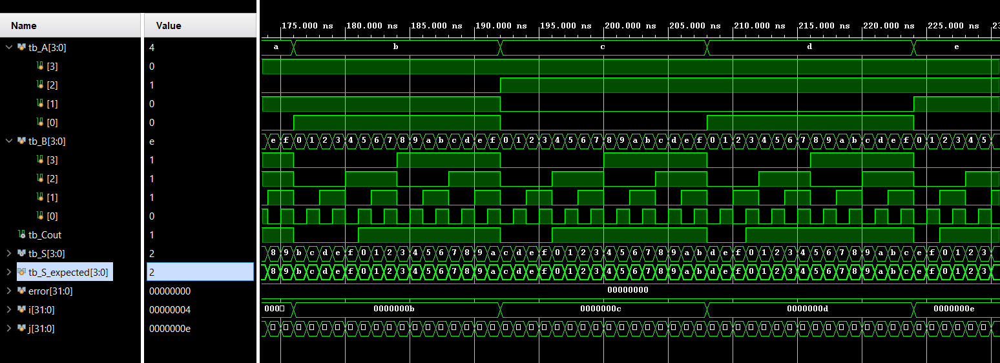 Name Value 175.000 ns 180.000 ns 185.000 ns 190.000 ns 195.000 ns 200.000 ns 205.000 ns 210.000 ns 215.000 ns 220.000 ns 225.000 ns
tb_A[3:0] 4 a b c d e
[3] 0
[2] 1
[1] 0
[0] 0
tb_B[3:0] e e f 0 1 2 3 4 5 6 7 8 9 a b c d e f 0 1 2 3 4 5 6 7 8 9 a b c d e f 0 1 2 3 4 5 6 7 8 9 a b c d e f 0 1 2 3 4 5
[3] 1
[2] 1
[1] 1
[0] 0
tb_Cout 1
tb_S[3:0] 2 8 9 b c d e f 0 1 2 3 4 5 6 7 8 9 a c d e f 0 1 2 3 4 5 6 7 8 9 a b d e f 0 1 2 3 4 5 6 7 8 9 a b c e f 0 1 2 3
tb_S_expected[3:0] 2 8 9 b c d e f 0 1 2 3 4 5 6 7 8 9 a c d e f 0 1 2 3 4 5 6 7 8 9 a b d e f 0 1 2 3 4 5 6 7 8 9 a b c e f 0 1 2 3
error[31:0] 00000000 00000000
i[31:0] 00000004 000 0000000b 0000000c 0000000d 0000000e
j[31:0] 0000000e